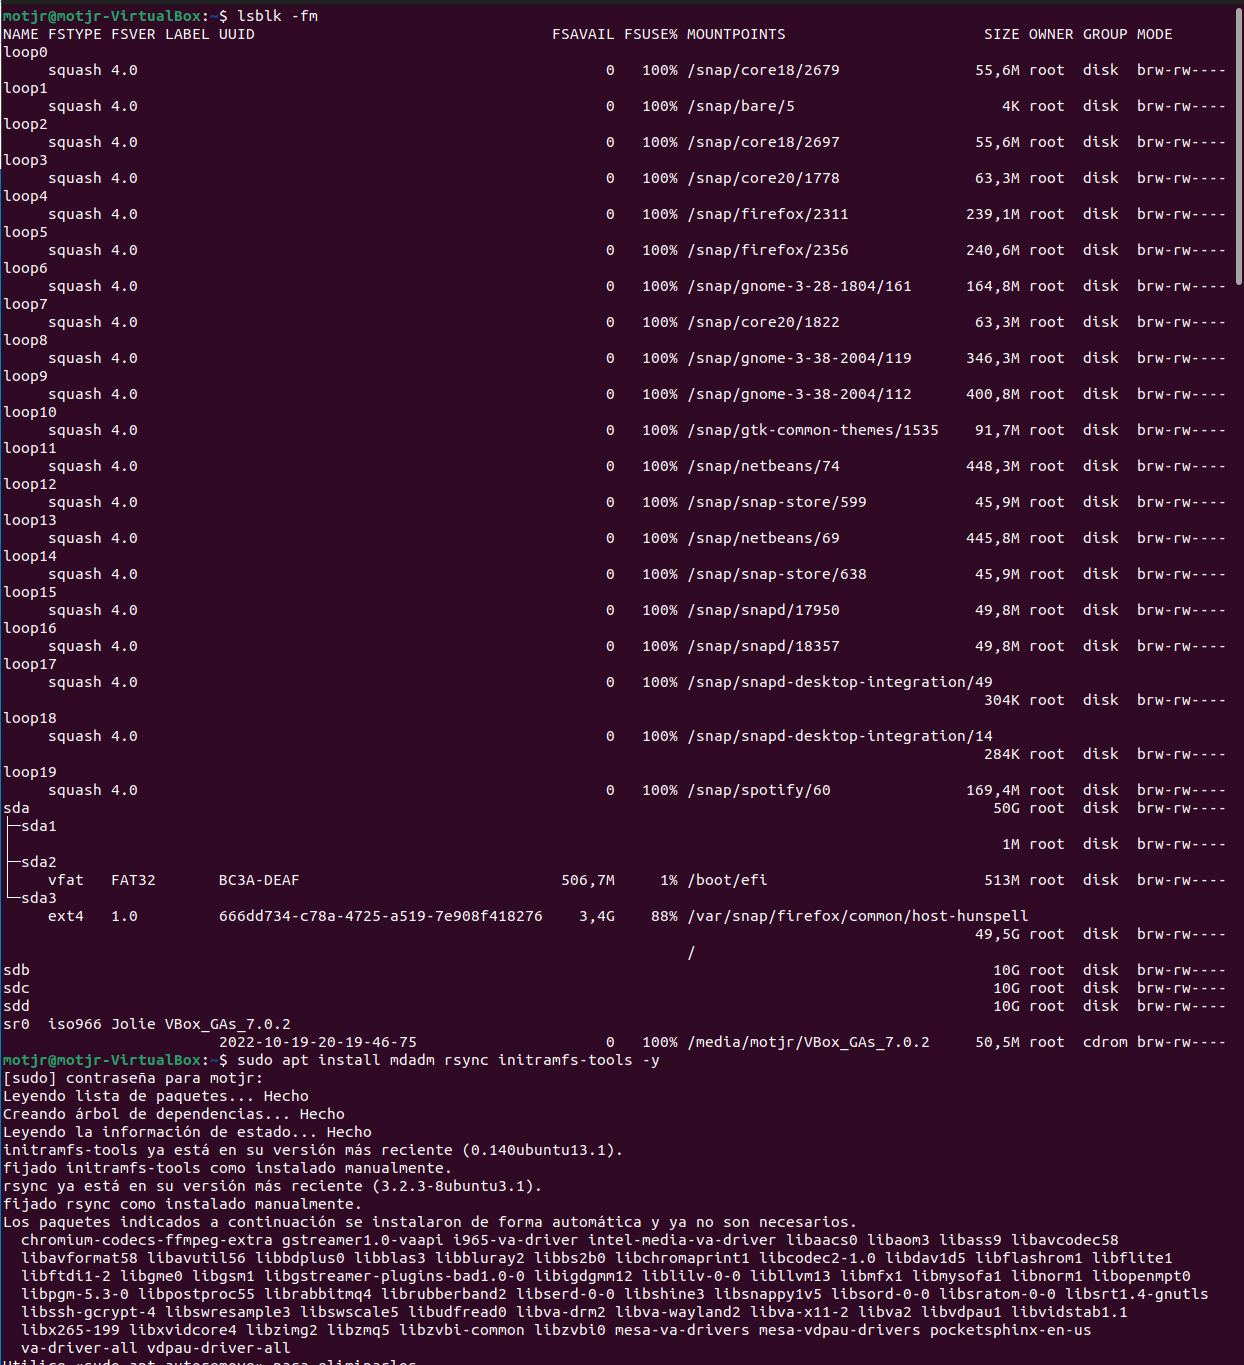 motjr@motjr-VirtualBox:~$ lsblk -fm
NAME FSTYPE FSVER LABEL UUID FSAVAIL FSUSE% MOUNTPOINTS SIZE OWNER GROUP MODE
loop0
squash 4.0 0 100% /snap/core18/2679 55,6M root disk brw-rw----
loop1
squash 4.0 0 100% /snap/bare/5 4K root disk brw-rw----
loop2
squash 4.0 0 100% /snap/core18/2697 55,6M root disk brw-rw----
loop3
squash 4.0 0 100% /snap/core20/1778 63,3M root disk brw-rw----
loop4
squash 4.0 0 100% /snap/firefox/2311 239,1M root disk brw-rw----
loop5
squash 4.0 0 100% /snap/firefox/2356 240,6M root disk brw-rw----
loop6
squash 4.0 0 100% /snap/gnome-3-28-1804/161 164,8M root disk brw-rw----
loop7
squash 4.0 0 100% /snap/core20/1822 63,3M root disk brw-rw----
loop8
squash 4.0 0 100% /snap/gnome-3-38-2004/119 346,3M root disk brw-rw----
loop9
squash 4.0 0 100% /snap/gnome-3-38-2004/112 400,8M root disk brw-rw----
loop10
squash 4.0 0 100% /snap/gtk-common-themes/1535 91,7M root disk brw-rw----
loop11
squash 4.0 0 100% /snap/netbeans/74 448,3M root disk brw-rw----
loop12
squash 4.0 0 100% /snap/snap-store/599 45,9M root disk brw-rw----
loop13
squash 4.0 0 100% /snap/netbeans/69 445,8M root disk brw-rw----
loop14
squash 4.0 0 100% /snap/snap-store/638 45,9M root disk brw-rw----
loop15
squash 4.0 0 100% /snap/snapd/17950 49,8M root disk brw-rw----
loop16
squash 4.0 0 100% /snap/snapd/18357 49,8M root disk brw-rw----
loop17
squash 4.0 0 100% /snap/snapd-desktop-integration/49
304K root disk brw-rw----
loop18
squash 4.0 0 100% /snap/snapd-desktop-integration/14
284K root disk brw-rw----
loop19
squash 4.0 0 100% /snap/spotify/60 169,4M root disk brw-rw----
sda 50G root disk brw-rw----
├─sda1
1M root disk brw-rw----
├─sda2
vfat FAT32 BC3A-DEAF 506,7M 1% /boot/efi 513M root disk brw-rw----
└─sda3
ext4 1.0 666dd734-c78a-4725-a519-7e908f418276 3,4G 88% /var/snap/firefox/common/host-hunspell
49,5G root disk brw-rw----
/
sdb 10G root disk brw-rw----
sdc 10G root disk brw-rw----
sdd 10G root disk brw-rw----
sr0 iso966 Jolie VBox_GAs_7.0.2
2022-10-19-20-19-46-75 0 100% /media/motjr/VBox_GAs_7.0.2 50,5M root cdrom brw-rw----
motjr@motjr-VirtualBox:~$ sudo apt install mdadm rsync initramfs-tools -y
[sudo] contraseña para motjr:
Leyendo lista de paquetes... Hecho
Creando árbol de dependencias... Hecho
Leyendo la información de estado... Hecho
initramfs-tools ya está en su versión más reciente (0.140ubuntu13.1).
fijado initramfs-tools como instalado manualmente.
rsync ya está en su versión más reciente (3.2.3-8ubuntu3.1).
fijado rsync como instalado manualmente.
Los paquetes indicados a continuación se instalaron de forma automática y ya no son necesarios.
chromium-codecs-ffmpeg-extra gstreamer1.0-vaapi i965-va-driver intel-media-va-driver libaacs0 libaom3 libass9 libavcodec58
libavformat58 libavutil56 libbdplus0 libblas3 libbluray2 libbs2b0 libchromaprint1 libcodec2-1.0 libdav1d5 libflashrom1 libflite1
libftdi1-2 libgme0 libgsm1 libgstreamer-plugins-bad1.0-0 libigdgmm12 liblilv-0-0 libllvm13 libmfx1 libmysofa1 libnorm1 libopenmpt0
libpgm-5.3-0 libpostproc55 librabbitmq4 librubberband2 libserd-0-0 libshine3 libsnappy1v5 libsord-0-0 libsratom-0-0 libsrt1.4-gnutls
libssh-gcrypt-4 libswresample3 libswscale5 libudfread0 libva-drm2 libva-wayland2 libva-x11-2 libva2 libvdpau1 libvidstab1.1
libx265-199 libxvidcore4 libzimg2 libzmq5 libzvbi-common libzvbi0 mesa-va-drivers mesa-vdpau-drivers pocketsphinx-en-us
va-driver-all vdpau-driver-all
Utilice «sudo apt autoremove» para eliminarlos.